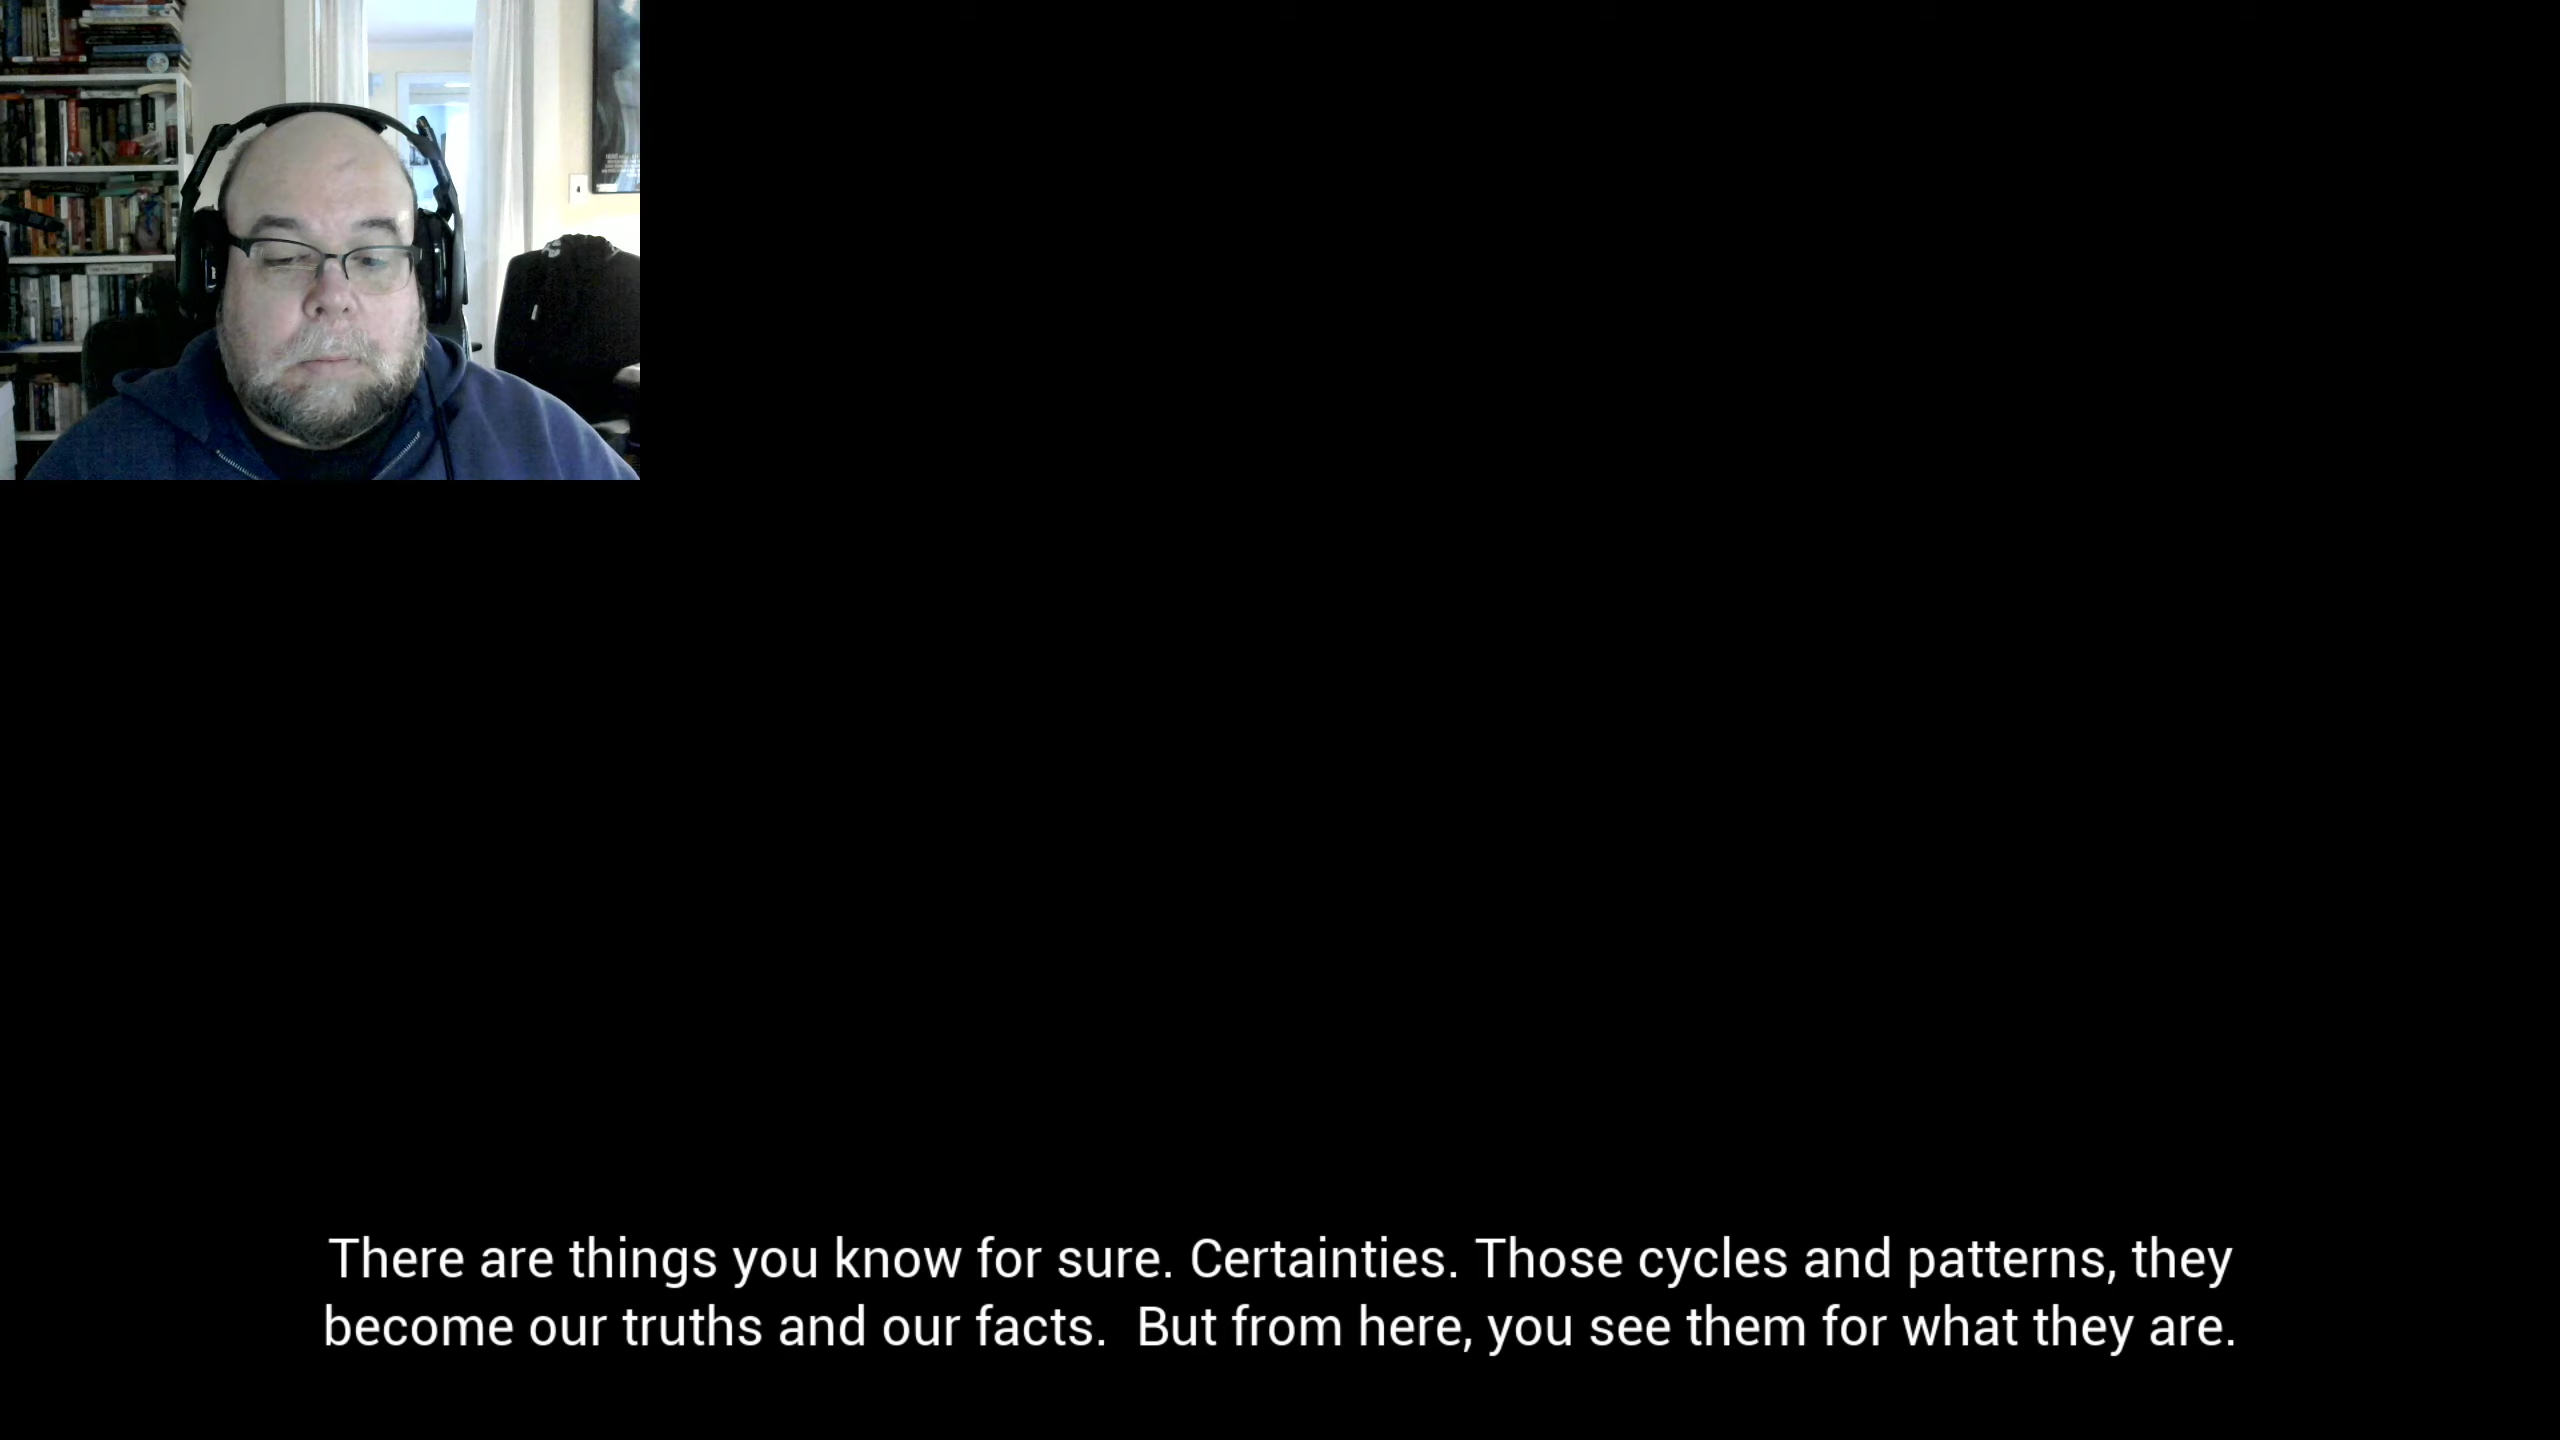 There are things you know for sure. Certainties. Those cycles and patterns, they
become our truths and our facts.  But from here, you see them for what they are.